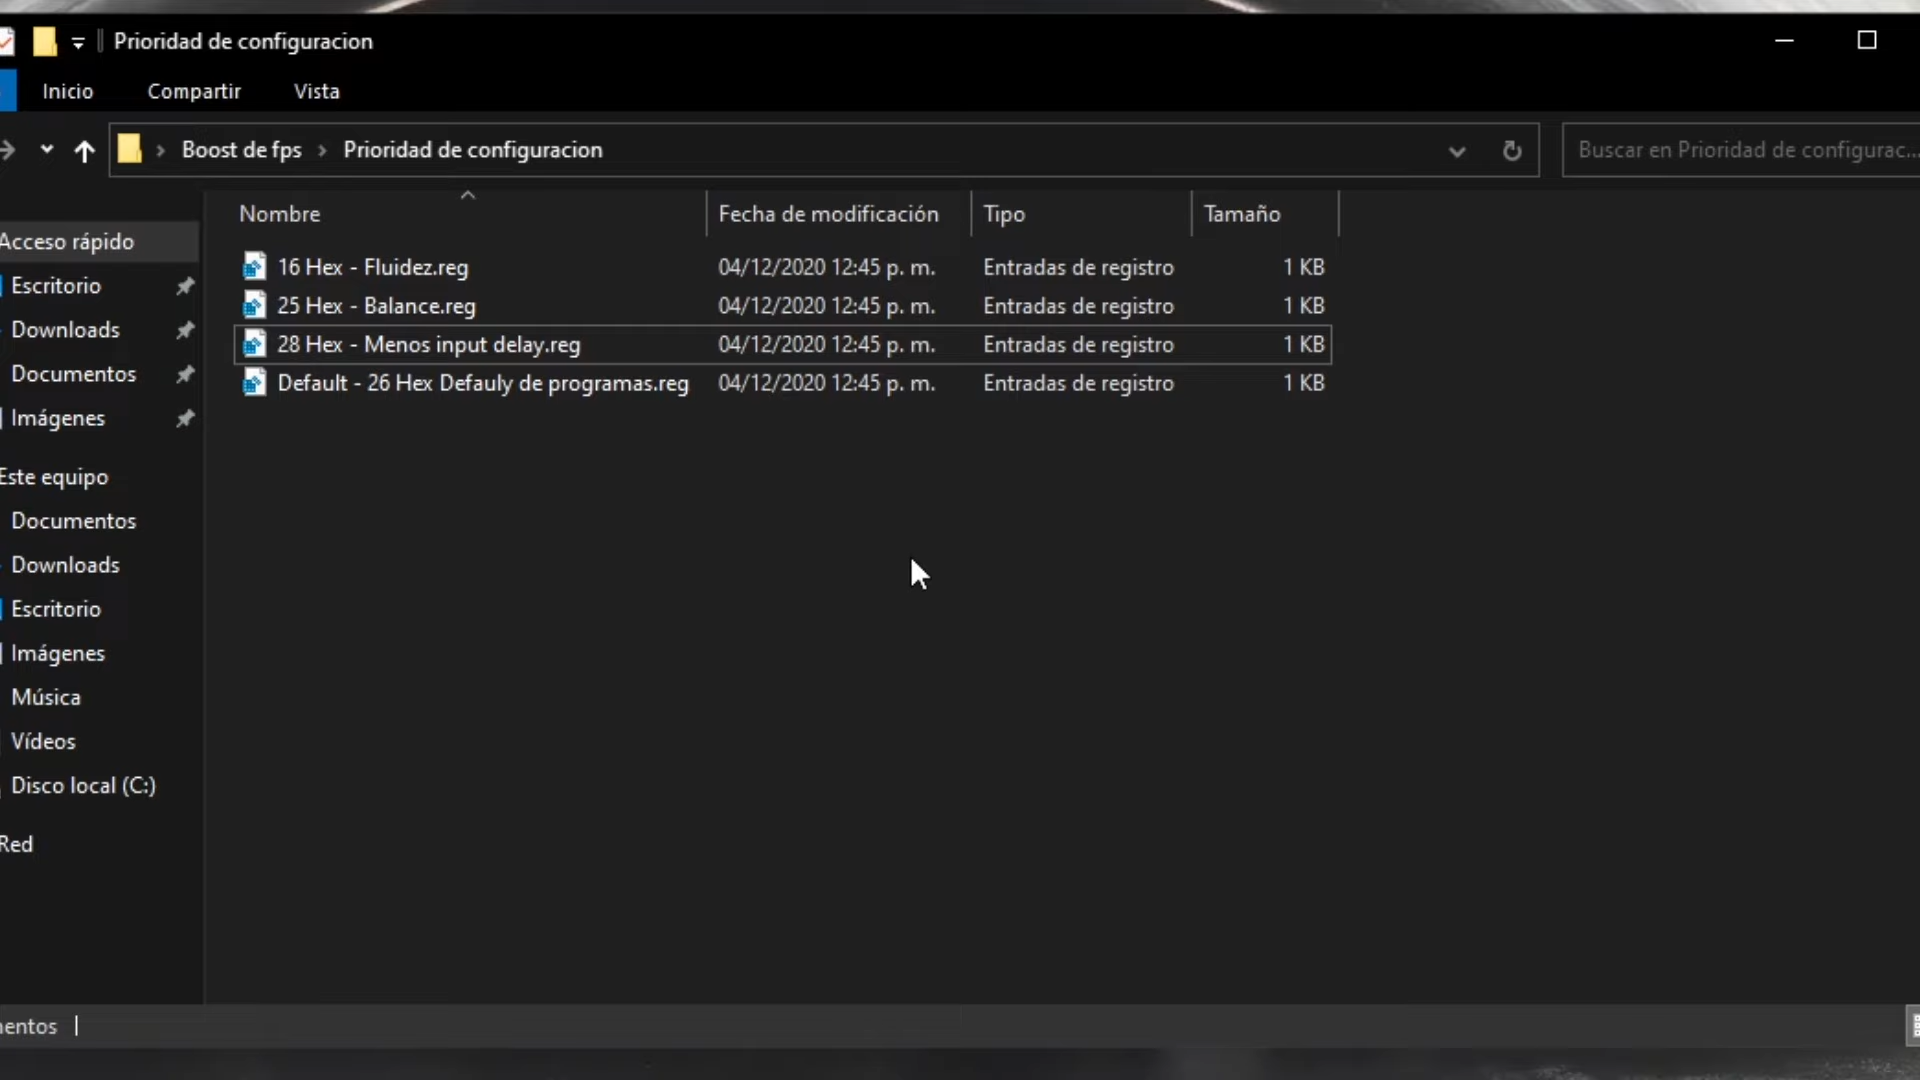 Prioridad de configuracion
Inicio Compartir Vista
Boost de fps › Prioridad de configuracion
Buscar en Prioridad de configurac...
Nombre Fecha de modificación Tipo Tamaño
16 Hex - Fluidez.reg 04/12/2020 12:45 p. m. Entradas de registro 1 KB
25 Hex - Balance.reg 04/12/2020 12:45 p. m. Entradas de registro 1 KB
28 Hex - Menos input delay.reg 04/12/2020 12:45 p. m. Entradas de registro 1 KB
Default - 26 Hex Defauly de programas.reg 04/12/2020 12:45 p. m. Entradas de registro 1 KB
Acceso rápido
Escritorio
Downloads
Documentos
Imágenes
Este equipo
Documentos
Downloads
Escritorio
Imágenes
Música
Vídeos
Disco local (C:)
Red
mentos